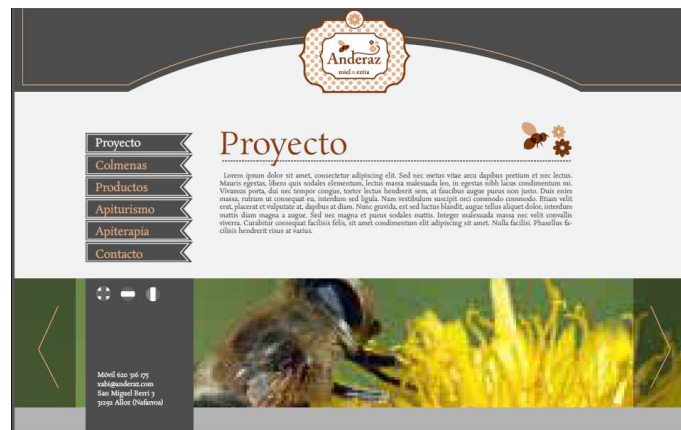 Anderaz
miel e eztia
Proyecto
Colmenas
Productos
Apiturismo
Apiterapia
Contacto
Proyecto
Lorem ipsum dolor sit amet, consectetur adipiscing elit. Sed nec metus vitae arcu dapibus pretium et nec lectus.
Mauris egestas, libero quis sodales elementum, lectus massa malesuada leo, in egestas nibh lacus condimentum mi.
Vivamus porta, dui nec tempor congue, tortor lectus hendrerit sem, at faucibus augue purus non justo. Duis enim
massa, rutrum ut consequat eu, interdum sed ligula. Nam vestibulum suscipit orci commodo commodo. Etiam velit
erat, placerat et vulputate at, dapibus at diam. Nunc gravida, est sed luctus blandit, augue tellus aliquet dolor, interdum
mattis diam magna a augue. Sed nec magna et purus sodales mattis. Integer malesuada massa nec velit convallis
viverra. Curabitur consequat facilisis felis, sit amet condimentum elit adipiscing sit amet. Nulla facilisi. Phasellus fa-
cilisis hendrerit risus at varius.
Móvil 620 316 175
xabi@anderaz.com
San Miguel Berri 3
31292 Alloz (Nafarroa)